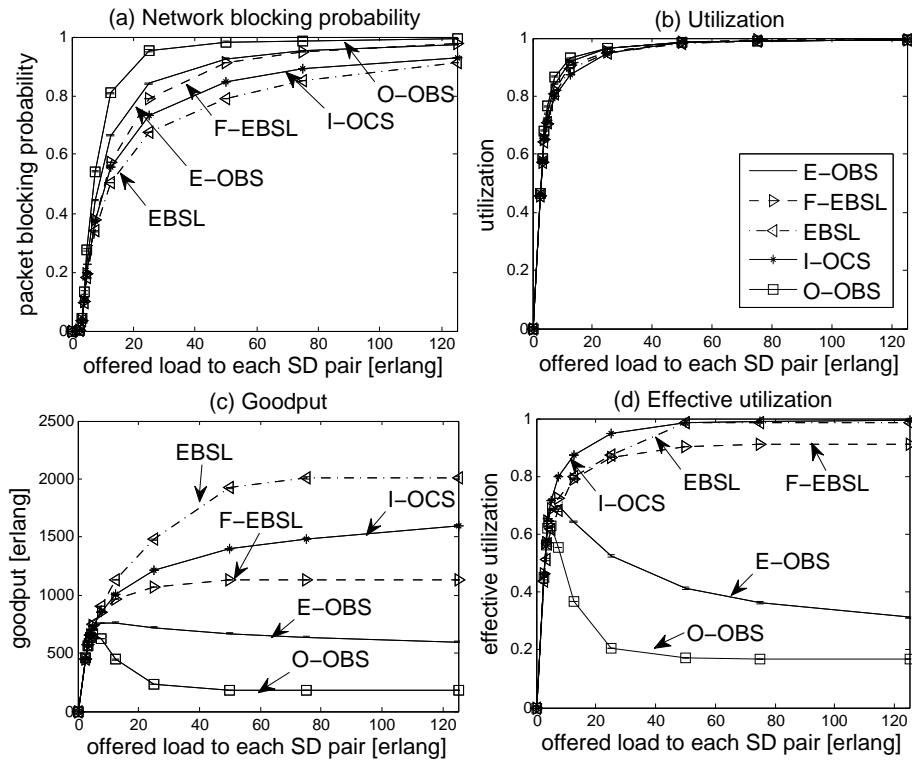 (a) Network blocking probability
packet blocking probability
1
0.8
0.6
0.4
0.2
0
O−OBS
I−OCS
F−EBSL
E−OBS
EBSL
0 20 40 60 80 100 120
offered load to each SD pair [erlang]
(b) Utilization
utilization
1
0.8
0.6
0.4
0.2
0
E−OBS
F−EBSL
EBSL
I−OCS
O−OBS
0 20 40 60 80 100 120
offered load to each SD pair [erlang]
(c) Goodput
goodput [erlang]
2500
2000
1500
1000
500
0
EBSL
I−OCS
F−EBSL
E−OBS
O−OBS
0 20 40 60 80 100 120
offered load to each SD pair [erlang]
(d) Effective utilization
effective utilization
1
0.8
0.6
0.4
0.2
0
I−OCS
EBSL
F−EBSL
E−OBS
O−OBS
0 20 40 60 80 100 120
offered load to each SD pair [erlang]